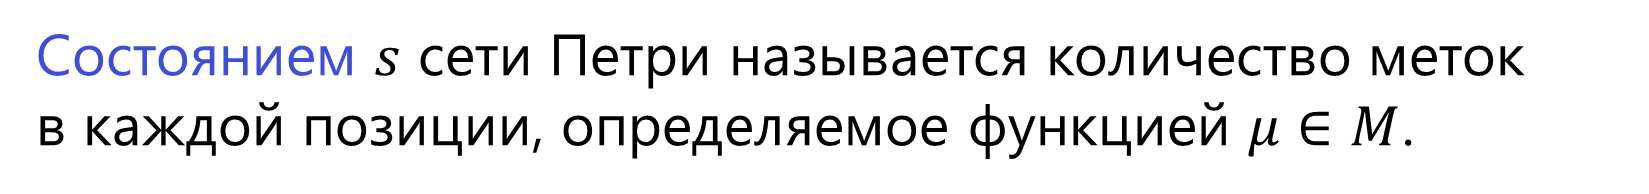 Состоянием s сети Петри называется количество меток
в каждой позиции, определяемое функцией μ ∈ M.